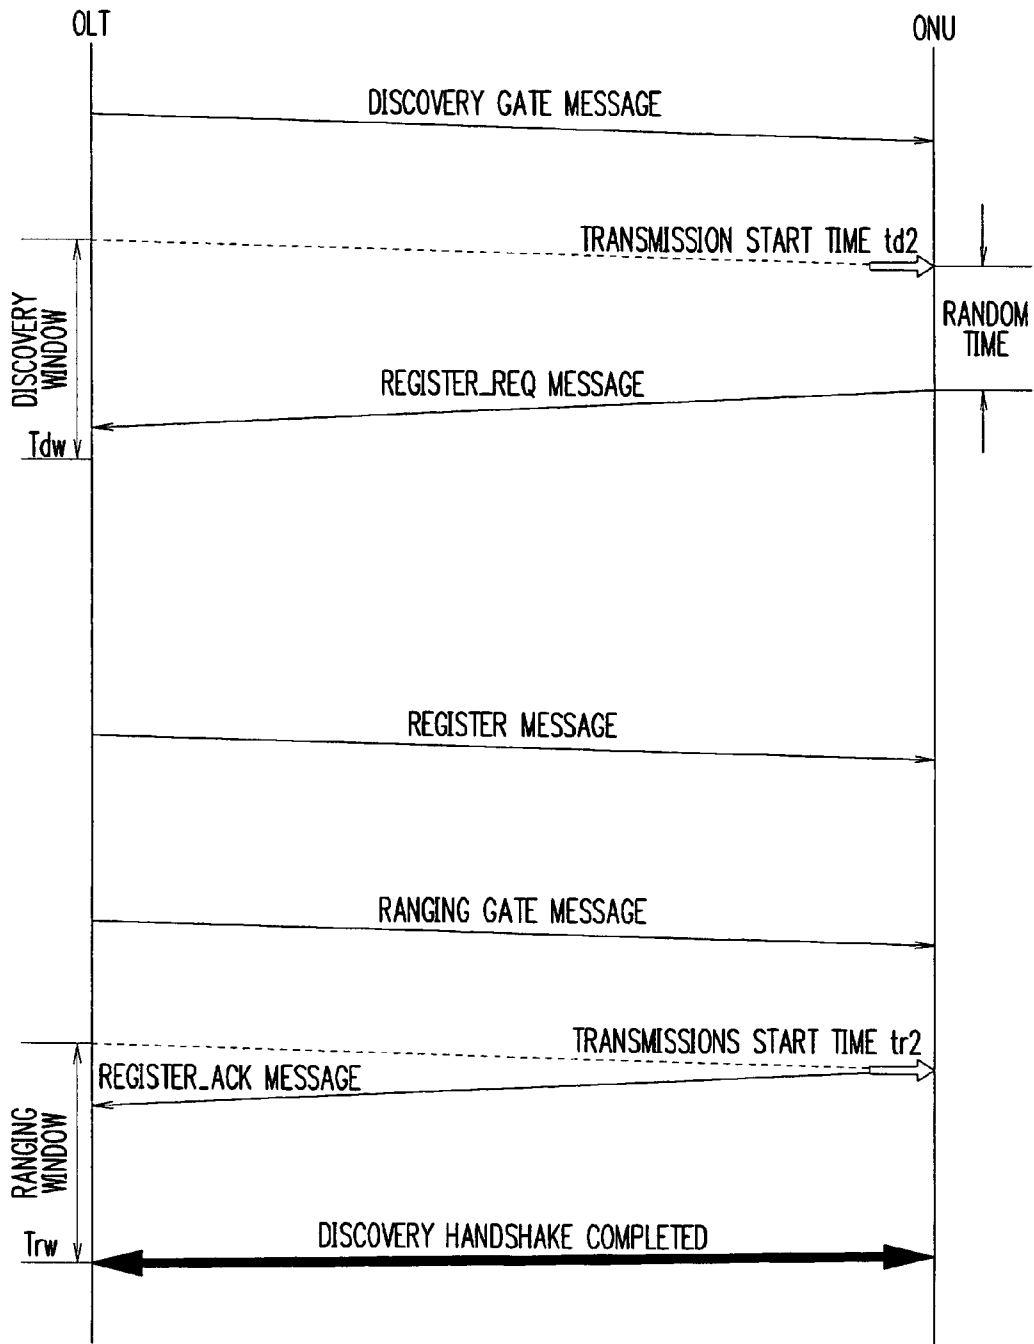 OLT
ONU
DISCOVERY GATE MESSAGE
TRANSMISSION START TIME td2
RANDOM
TIME
DISCOVERY
WINDOW
REGISTER_REQ MESSAGE
Tdw
REGISTER MESSAGE
RANGING GATE MESSAGE
TRANSMISSIONS START TIME tr2
REGISTER_ACK MESSAGE
RANGING
WINDOW
Trw
DISCOVERY HANDSHAKE COMPLETED